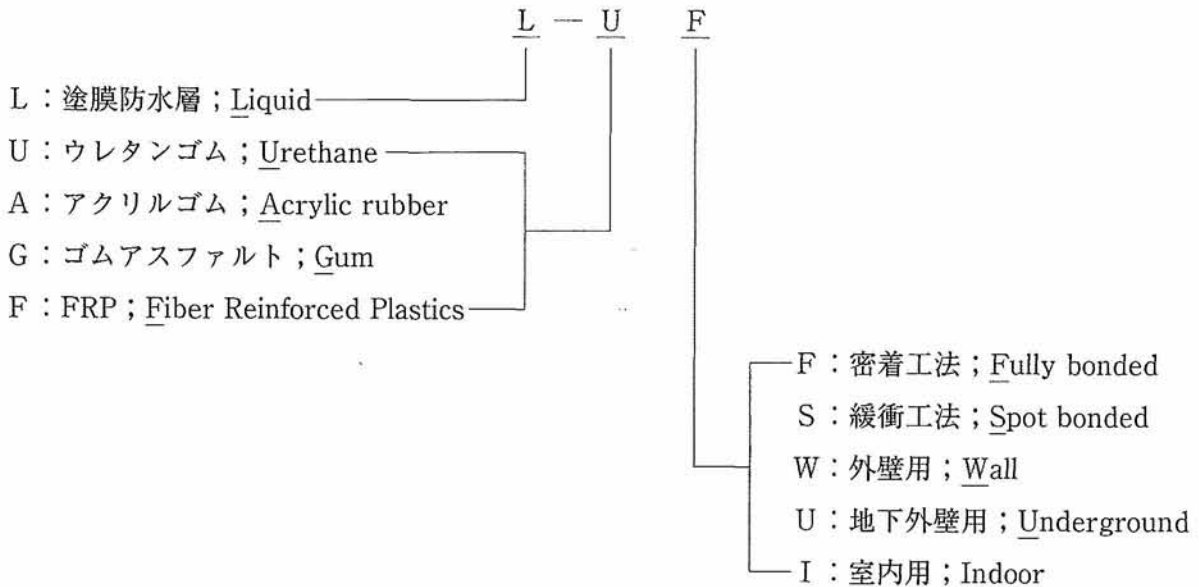 L － U F
L：塗膜防水層；Liquid
U：ウレタンゴム；Urethane
A：アクリルゴム；Acrylic rubber
G：ゴムアスファルト；Gum
F：FRP；Fiber Reinforced Plastics
F：密着工法；Fully bonded
S：緩衝工法；Spot bonded
W：外壁用；Wall
U：地下外壁用；Underground
I：室内用；Indoor